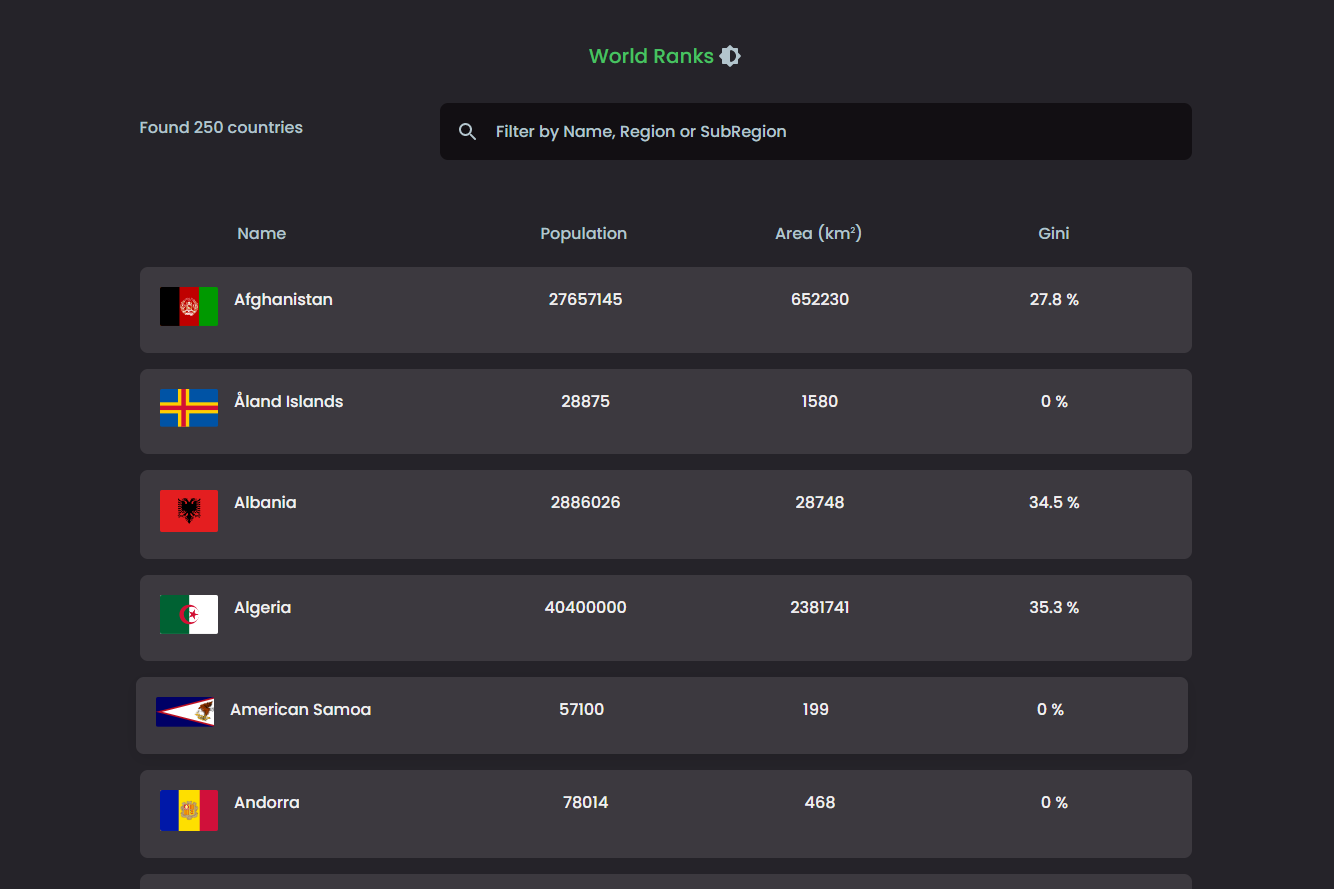 World Ranks
Found 250 countries
Filter by Name, Region or SubRegion
Name Population Area (km²) Gini
Afghanistan 27657145 652230 27.8 %
Åland Islands 28875 1580 0 %
Albania 2886026 28748 34.5 %
Algeria 40400000 2381741 35.3 %
American Samoa 57100 199 0 %
Andorra 78014 468 0 %